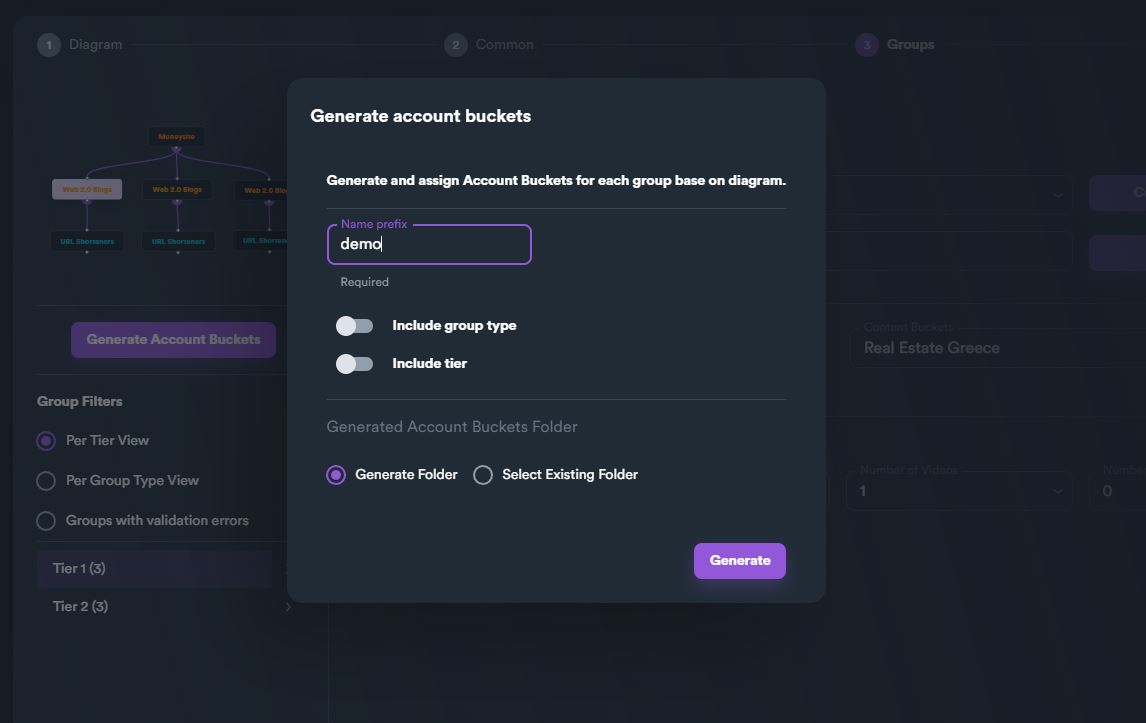 1 Diagram
2 Common
3 Groups
Generate account buckets
Moneysite
Generate and assign Account Buckets for each group base on diagram.
Web 2.0 Blogs
Web 2.0 Blogs
Web 2.0 Blog
Name prefix
demo
URL Shorteners
URL Shorteners
URL Shortene
Required
Include group type
Content Buckets
Generate Account Buckets
Real Estate Greece
Include tier
Group Filters
Generated Account Buckets Folder
Per Tier View
Generate Folder
Select Existing Folder
Number of Videos
Number
Per Group Type View
1
0
Groups with validation errors
Generate
Tier 1 (3)
Tier 2 (3)